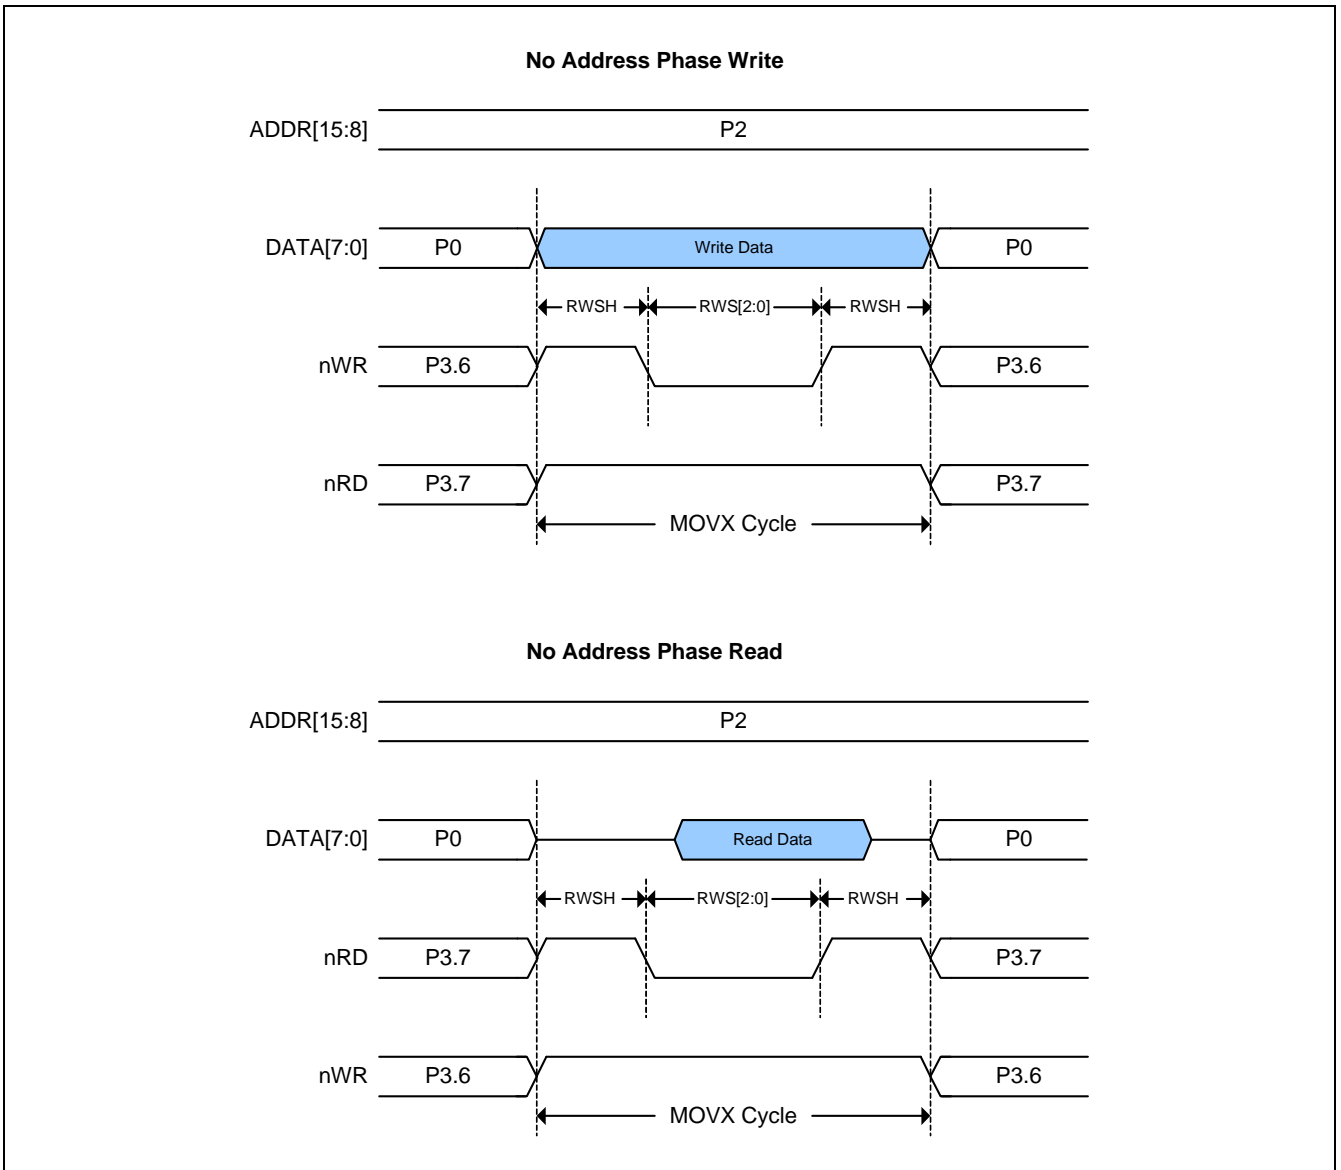 No Address Phase Write
ADDR[15:8] P2
DATA[7:0] P0 Write Data P0
RWSH RWS[2:0] RWSH
nWR P3.6 P3.6
nRD P3.7 P3.7
MOVX Cycle
No Address Phase Read
ADDR[15:8] P2
DATA[7:0] P0 Read Data P0
RWSH RWS[2:0] RWSH
nRD P3.7 P3.7
nWR P3.6 P3.6
MOVX Cycle